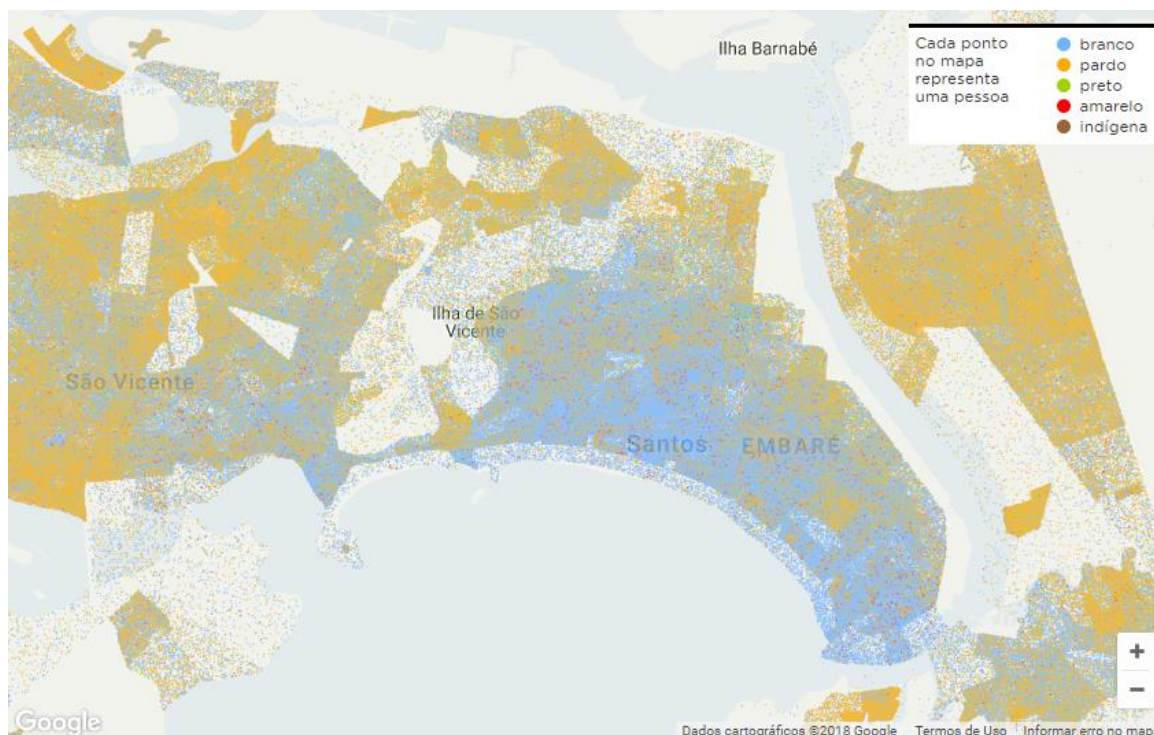 Ilha Barnabé
Cada ponto
no mapa
representa
uma pessoa
branco
pardo
preto
amarelo
indígena
Ilha de São
Vicente
São Vicente
Santos
EMBARÉ
+
−
Google
Dados cartográficos ©2018 Google
Termos de Uso
Informar erro no map